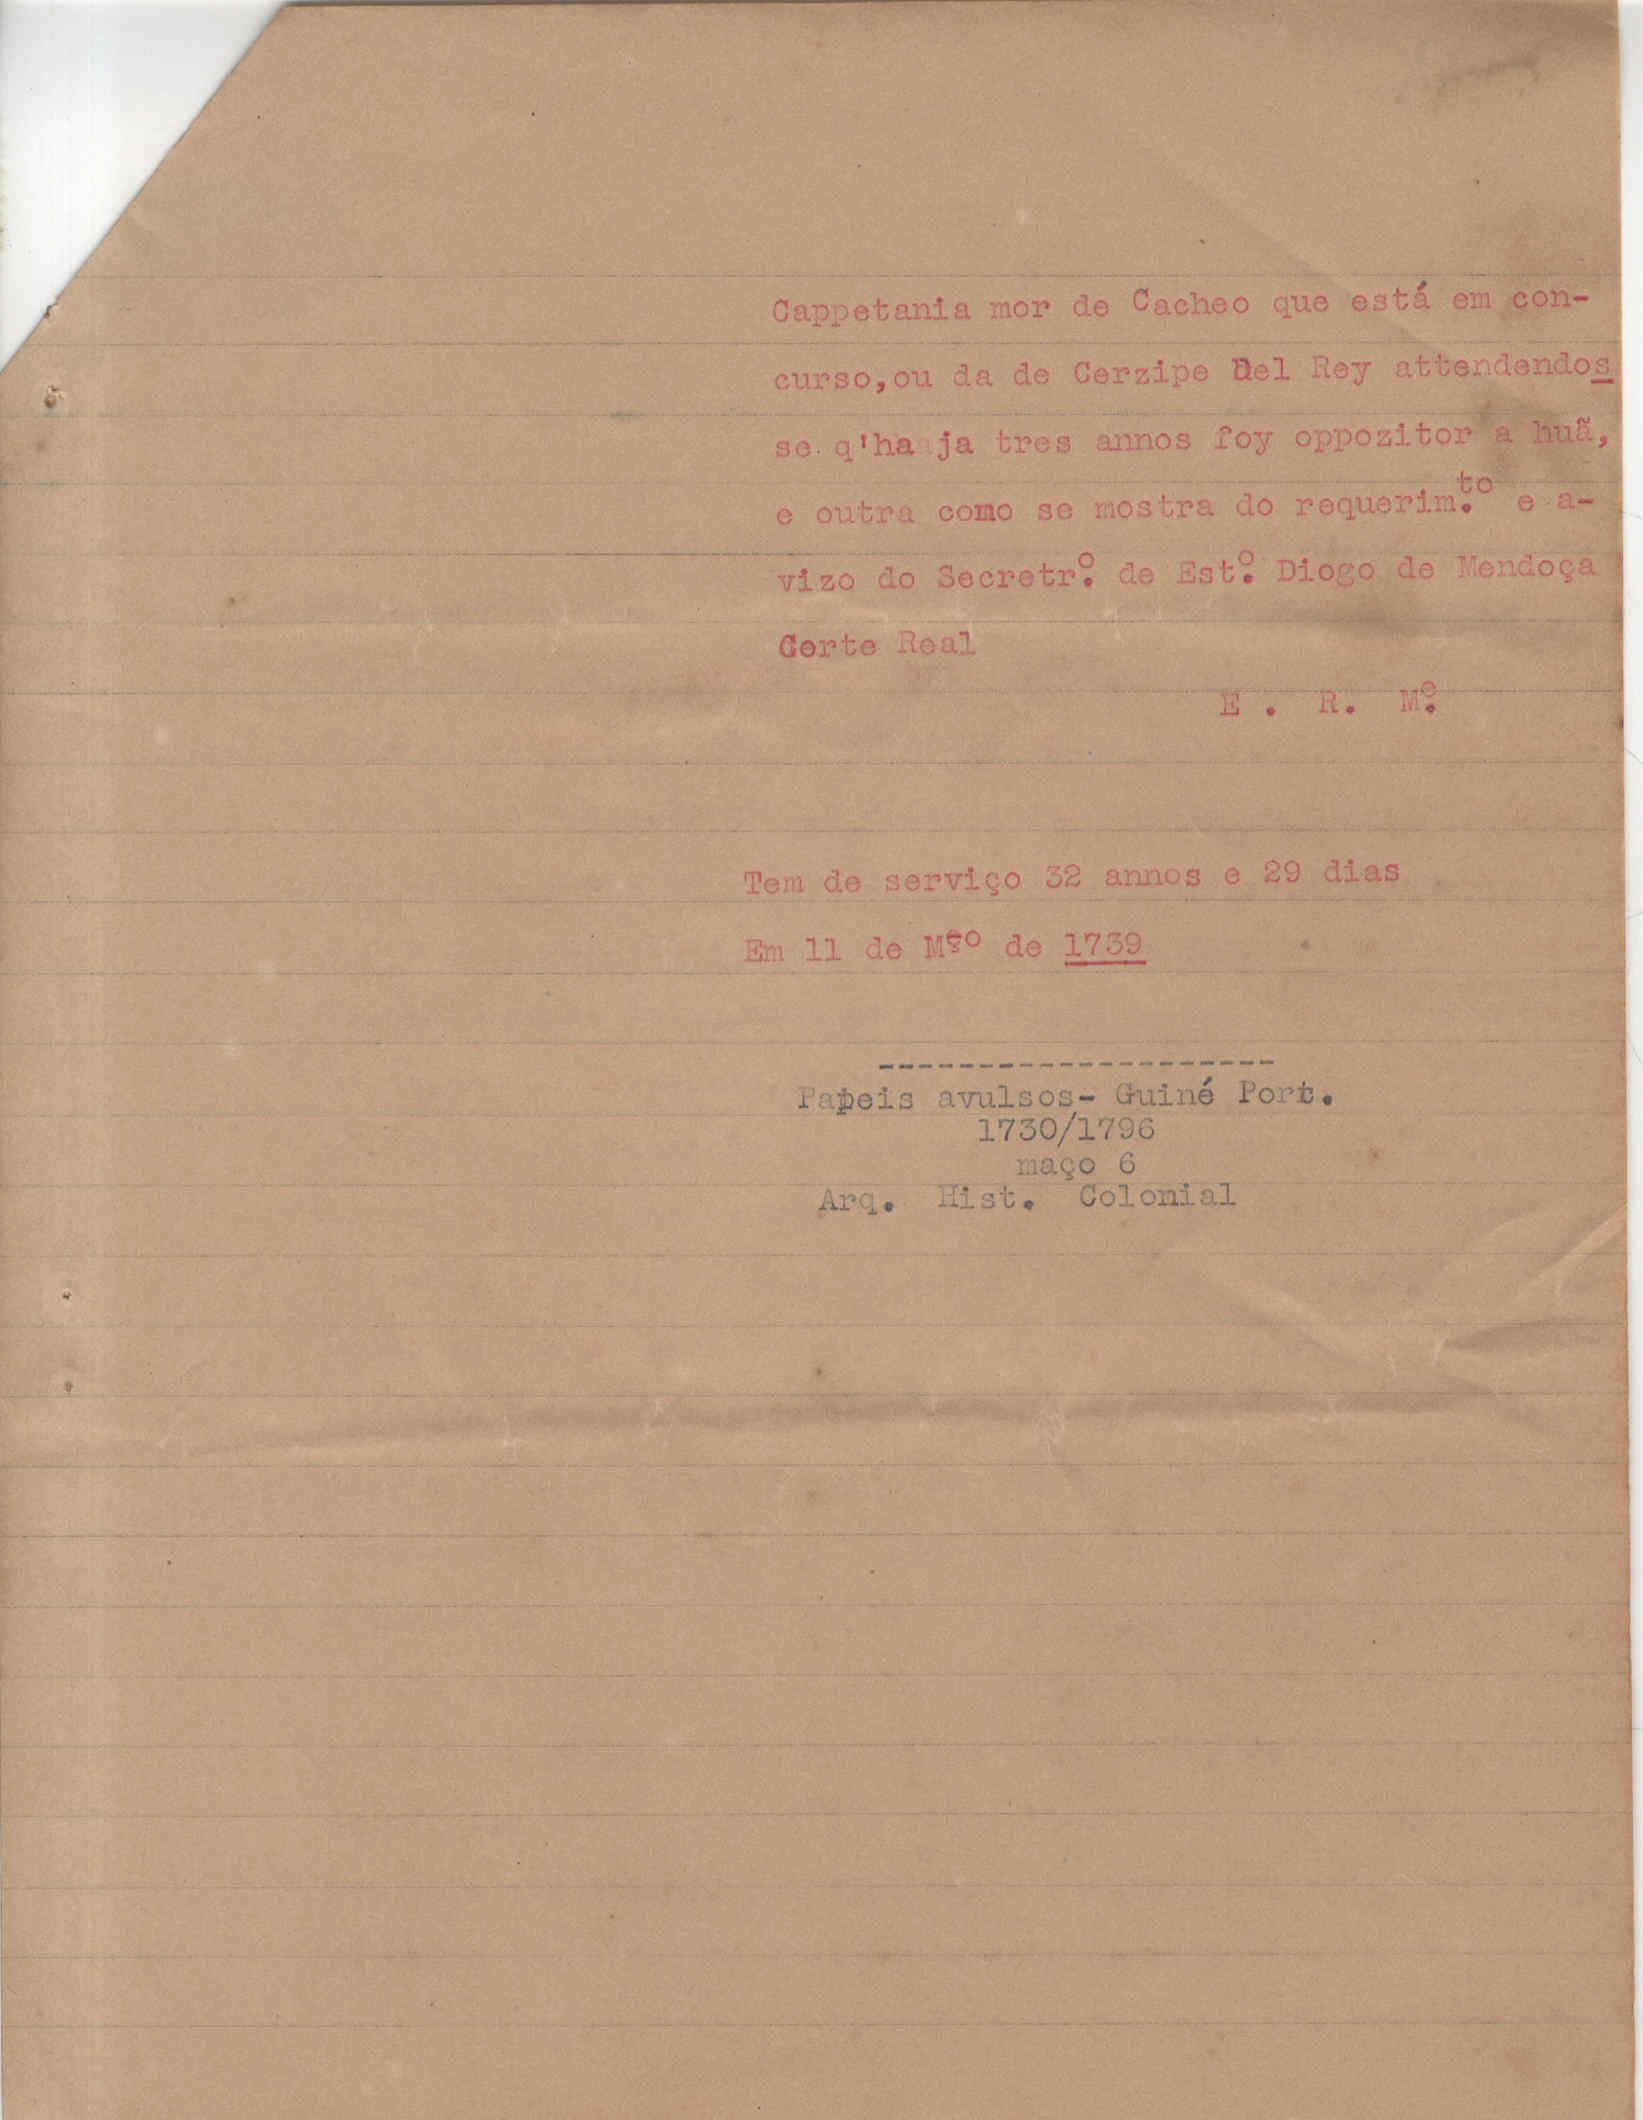 Cappetania mor de Cacheo que está em con-
curso,ou da de Cerzipe Del Rey attendendos
se q'ha ja tres annos foy oppozitor a huã,
e outra como se mostra do requerim.to e a-
vizo do Secretr.o de Est.o Diogo de Mendoça
Corte Real
E . R. M.e
Tem de serviço 32 annos e 29 dias
Em 11 de M.ço de 1739
--------------------
Papeis avulsos- Guiné Port.
1730/1796
maço 6
Arq. Hist. Colonial